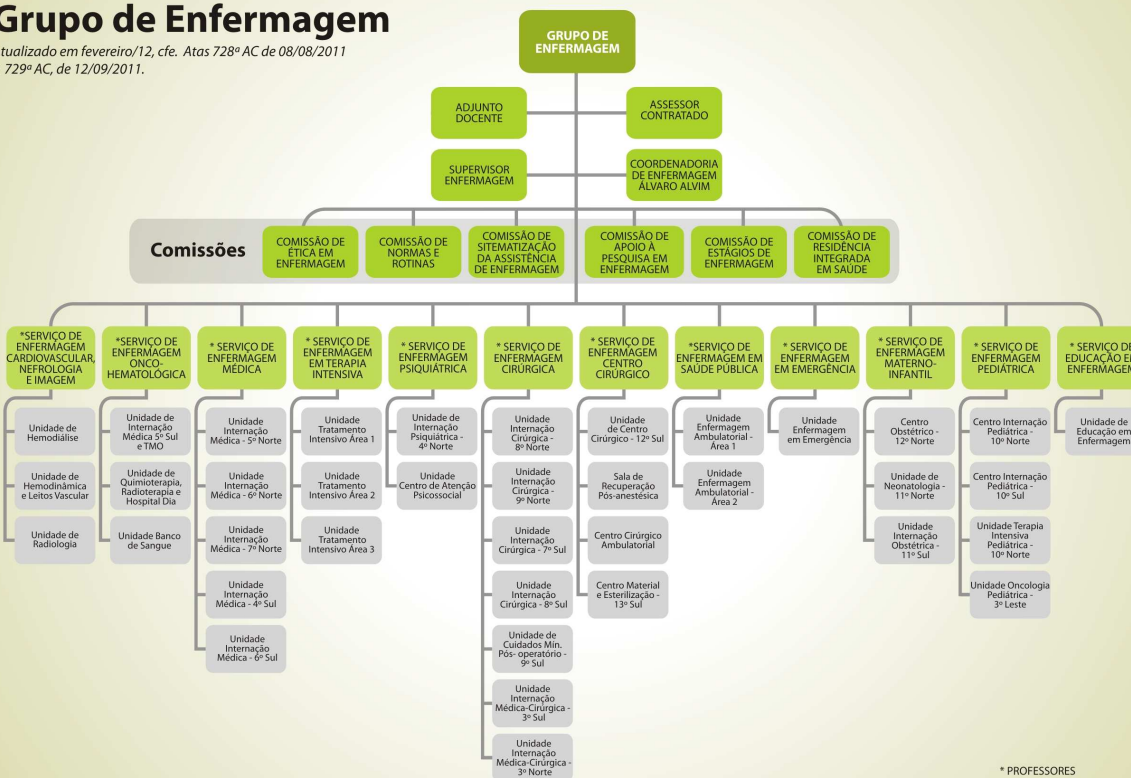 Grupo de Enfermagem
tualizado em fevereiro/12, cfe. Atas 728ª AC de 08/08/2011
729ª AC, de 12/09/2011.
GRUPO DE
ENFERMAGEM
ADJUNTO
DOCENTE
ASSESSOR
CONTRATADO
SUPERVISOR
ENFERMAGEM
COORDENADORIA
DE ENFERMAGEM
ÁLVARO ALVIM
Comissões
COMISSÃO DE
ÉTICA EM
ENFERMAGEM
COMISSÃO DE
NORMAS E
ROTINAS
COMISSÃO DE
SITEMATIZAÇÃO
DA ASSISTÊNCIA
DE ENFERMAGEM
COMISSÃO DE
APOIO À
PESQUISA EM
ENFERMAGEM
COMISSÃO DE
ESTÁGIOS DE
ENFERMAGEM
COMISSÃO DE
RESIDÊNCIA
INTEGRADA
EM SAÚDE
*SERVIÇO DE
ENFERMAGEM
CARDIOVASCULAR,
NEFROLOGIA
E IMAGEM
Unidade de
Hemodiálise
Unidade de
Hemodinâmica
e Leitos Vascular
Unidade de
Radiologia
*SERVIÇO DE
ENFERMAGEM
ONCO-
HEMATOLÓGICA
Unidade de
Internação
Médica 5º Sul
e TMO
Unidade de
Quimioterapia,
Radioterapia e
Hospital Dia
Unidade Banco
de Sangue
* SERVIÇO DE
ENFERMAGEM
MÉDICA
Unidade
Internação
Médica - 5º Norte
Unidade
Internação
Médica - 6º Norte
Unidade
Internação
Médica - 7º Norte
Unidade
Internação
Médica - 4º Sul
Unidade
Internação
Médica - 6º Sul
* SERVIÇO DE
ENFERMAGEM
EM TERAPIA
INTENSIVA
Unidade
Tratamento
Intensivo Área 1
Unidade
Tratamento
Intensivo Área 2
Unidade
Tratamento
Intensivo Área 3
* SERVIÇO DE
ENFERMAGEM
PSIQUIÁTRICA
Unidade de
Internação
Psiquiátrica -
4º Norte
Unidade
Centro de Atenção
Psicossocial
* SERVIÇO DE
ENFERMAGEM
CIRÚRGICA
Unidade
Internação
Cirúrgica -
8º Norte
Unidade
Internação
Cirúrgica -
9º Norte
Unidade
Internação
Cirúrgica - 7º Sul
Unidade
Internação
Cirúrgica - 8º Sul
Unidade de
Cuidados Mín.
Pós- operatório -
9º Sul
Unidade
Internação
Médica-Cirúrgica -
3º Sul
Unidade
Internação
Médica-Cirúrgica -
3º Norte
* SERVIÇO DE
ENFERMAGEM
CENTRO
CIRÚRGICO
Unidade
de Centro
Cirúrgico - 12º Sul
Sala de
Recuperação
Pós-anestésica
Centro Cirúrgico
Ambulatorial
Centro Material
e Esterilização -
13º Sul
*SERVIÇO DE
ENFERMAGEM EM
SAÚDE PÚBLICA
Unidade
Enfermagem
Ambulatorial -
Área 1
Unidade
Enfermagem
Ambulatorial -
Área 2
* SERVIÇO DE
ENFERMAGEM
EM EMERGÊNCIA
Unidade
Enfermagem
em Emergência
* SERVIÇO DE
ENFERMAGEM
MATERNO-
INFANTIL
Centro
Obstétrico -
12º Norte
Unidade de
Neonatologia -
11º Norte
Unidade
Internação
Obstétrica -
11º Sul
* SERVIÇO DE
ENFERMAGEM
PEDIÁTRICA
Centro Internação
Pediátrica -
10º Norte
Centro Internação
Pediátrica -
10º Sul
Unidade Terapia
Intensiva
Pediátrica -
10º Norte
Unidade Oncologia
Pediátrica -
3º Leste
* SERVIÇO DE
EDUCAÇÃO EM
ENFERMAGEM
Unidade de
Educação em
Enfermagem
* PROFESSORES